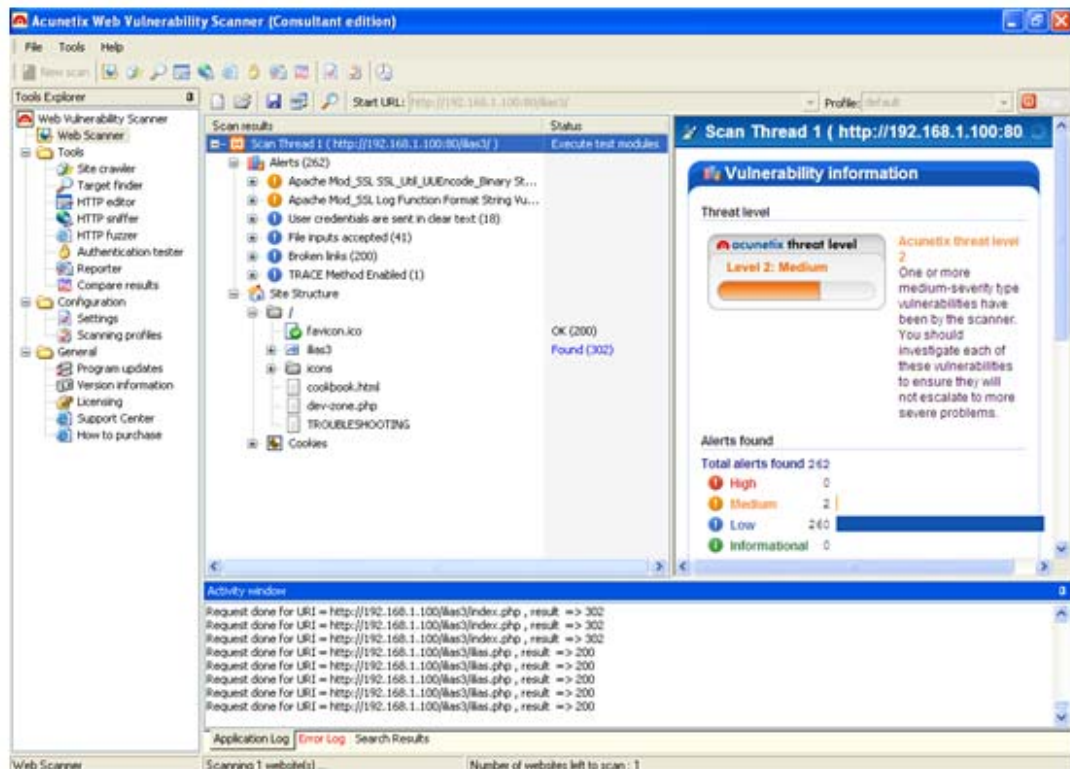 Acunetix Web Vulnerability Scanner (Consultant edition)
File Tools Help
New scan
Tools Explorer
Web Vulnerability Scanner
Web Scanner
Tools
Site crawler
Target finder
HTTP editor
HTTP sniffer
HTTP fuzzer
Authentication tester
Reporter
Compare results
Configuration
Settings
Scanning profiles
General
Program updates
Version information
Licensing
Support Center
How to purchase
Start URL: http://192.168.1.100:80/ilias3/
Profile: default
Scan results Status
Scan Thread 1 ( http://192.168.1.100:80/ilias3/ ) Execute test modules
Alerts (262)
Apache Mod_SSL SSL_Util_UUEncode_Binary St...
Apache Mod_SSL Log Function Format String Vu...
User credentials are sent in clear text (18)
File inputs accepted (41)
Broken links (200)
TRACE Method Enabled (1)
Site Structure
/
favicon.ico OK (200)
ilias3 Found (302)
icons
cookbook.html
dev-zone.php
TROUBLESHOOTING
Cookies
Scan Thread 1 ( http://192.168.1.100:80
Vulnerability information
Threat level
acunetix threat level
Level 2: Medium
Acunetix threat level
2
One or more
medium-severity type
vulnerabilities have
been by the scanner.
You should
investigate each of
these vulnerabilities
to ensure they will
not escalate to more
severe problems.
Alerts found
Total alerts found 262
High 0
Medium 2
Low 260
Informational 0
Activity window
Request done for URI = http://192.168.1.100/ilias3/index.php , result => 302
Request done for URI = http://192.168.1.100/ilias3/index.php , result => 302
Request done for URI = http://192.168.1.100/ilias3/index.php , result => 302
Request done for URI = http://192.168.1.100/ilias3/ilias.php , result => 200
Request done for URI = http://192.168.1.100/ilias3/ilias.php , result => 200
Request done for URI = http://192.168.1.100/ilias3/ilias.php , result => 200
Request done for URI = http://192.168.1.100/ilias3/ilias.php , result => 200
Request done for URI = http://192.168.1.100/ilias3/ilias.php , result => 200
Application Log Error Log Search Results
Web Scanner Scanning 1 website(s) ... Number of websites left to scan : 1